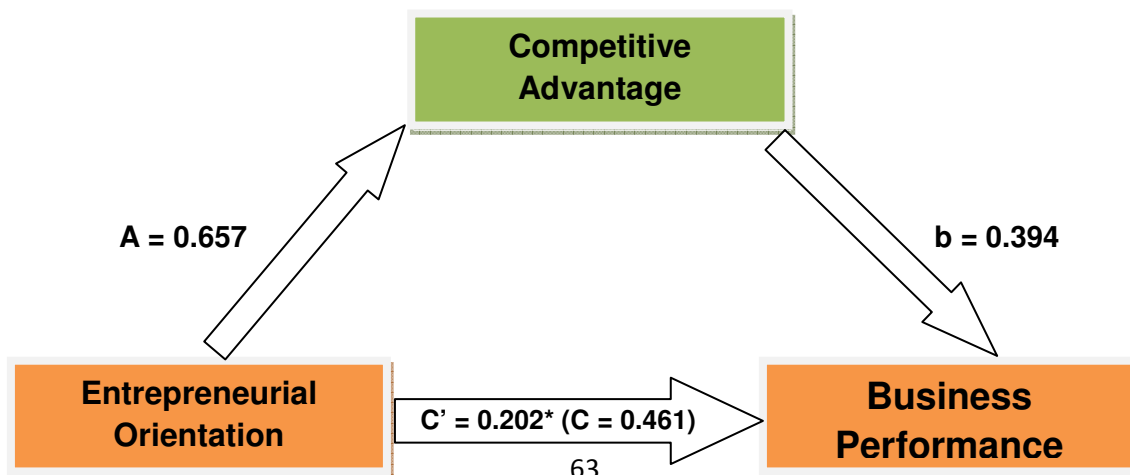 Competitive
Advantage
A = 0.657
b = 0.394
Entrepreneurial
Orientation
C’ = 0.202* (C = 0.461)
Business
Performance
63